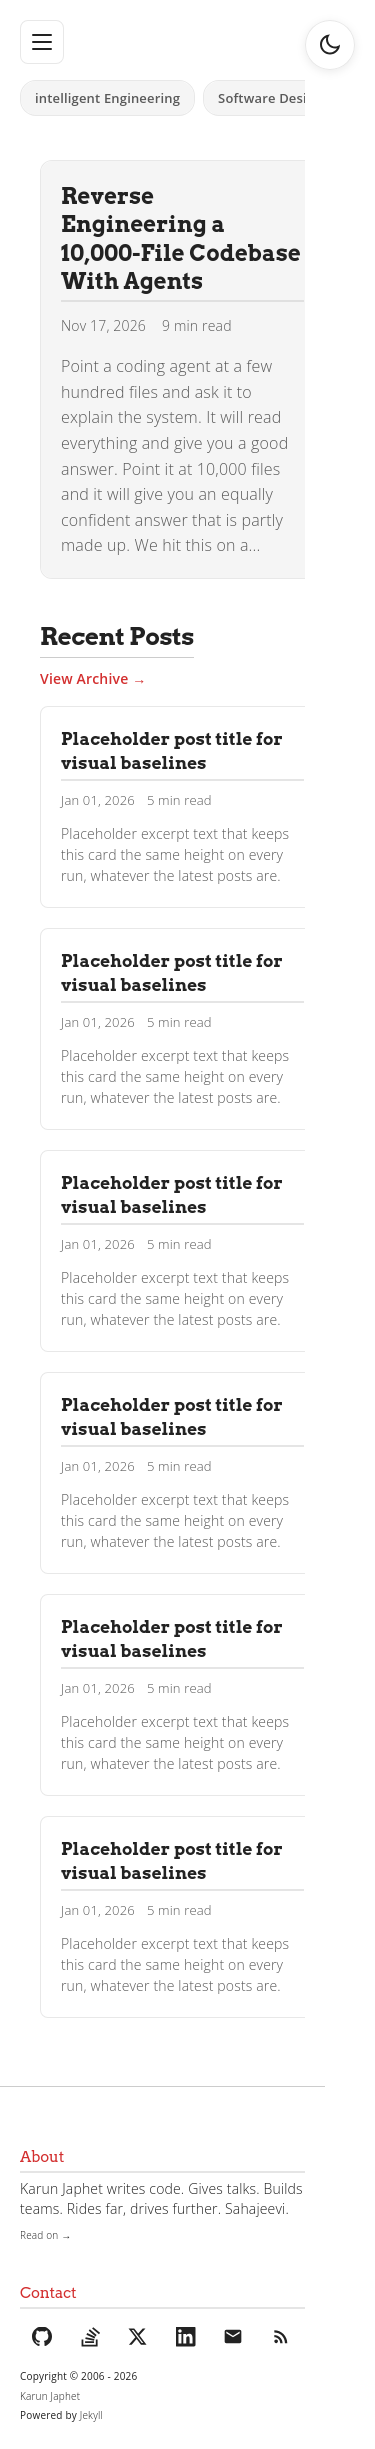 intelligent Engineering
Software Desi
Reverse
Engineering a
10,000-File Codebase
With Agents
Nov 17, 2026 9 min read
Point a coding agent at a few
hundred files and ask it to
explain the system. It will read
everything and give you a good
answer. Point it at 10,000 files
and it will give you an equally
confident answer that is partly
made up. We hit this on a...
Recent Posts
View Archive →
Placeholder post title for
visual baselines
Jan 01, 2026 5 min read
Placeholder excerpt text that keeps
this card the same height on every
run, whatever the latest posts are.
Placeholder post title for
visual baselines
Jan 01, 2026 5 min read
Placeholder excerpt text that keeps
this card the same height on every
run, whatever the latest posts are.
Placeholder post title for
visual baselines
Jan 01, 2026 5 min read
Placeholder excerpt text that keeps
this card the same height on every
run, whatever the latest posts are.
Placeholder post title for
visual baselines
Jan 01, 2026 5 min read
Placeholder excerpt text that keeps
this card the same height on every
run, whatever the latest posts are.
Placeholder post title for
visual baselines
Jan 01, 2026 5 min read
Placeholder excerpt text that keeps
this card the same height on every
run, whatever the latest posts are.
Placeholder post title for
visual baselines
Jan 01, 2026 5 min read
Placeholder excerpt text that keeps
this card the same height on every
run, whatever the latest posts are.
About
Karun Japhet writes code. Gives talks. Builds
teams. Rides far, drives further. Sahajeevi.
Read on →
Contact
Copyright © 2006 - 2026
Karun Japhet
Powered by Jekyll